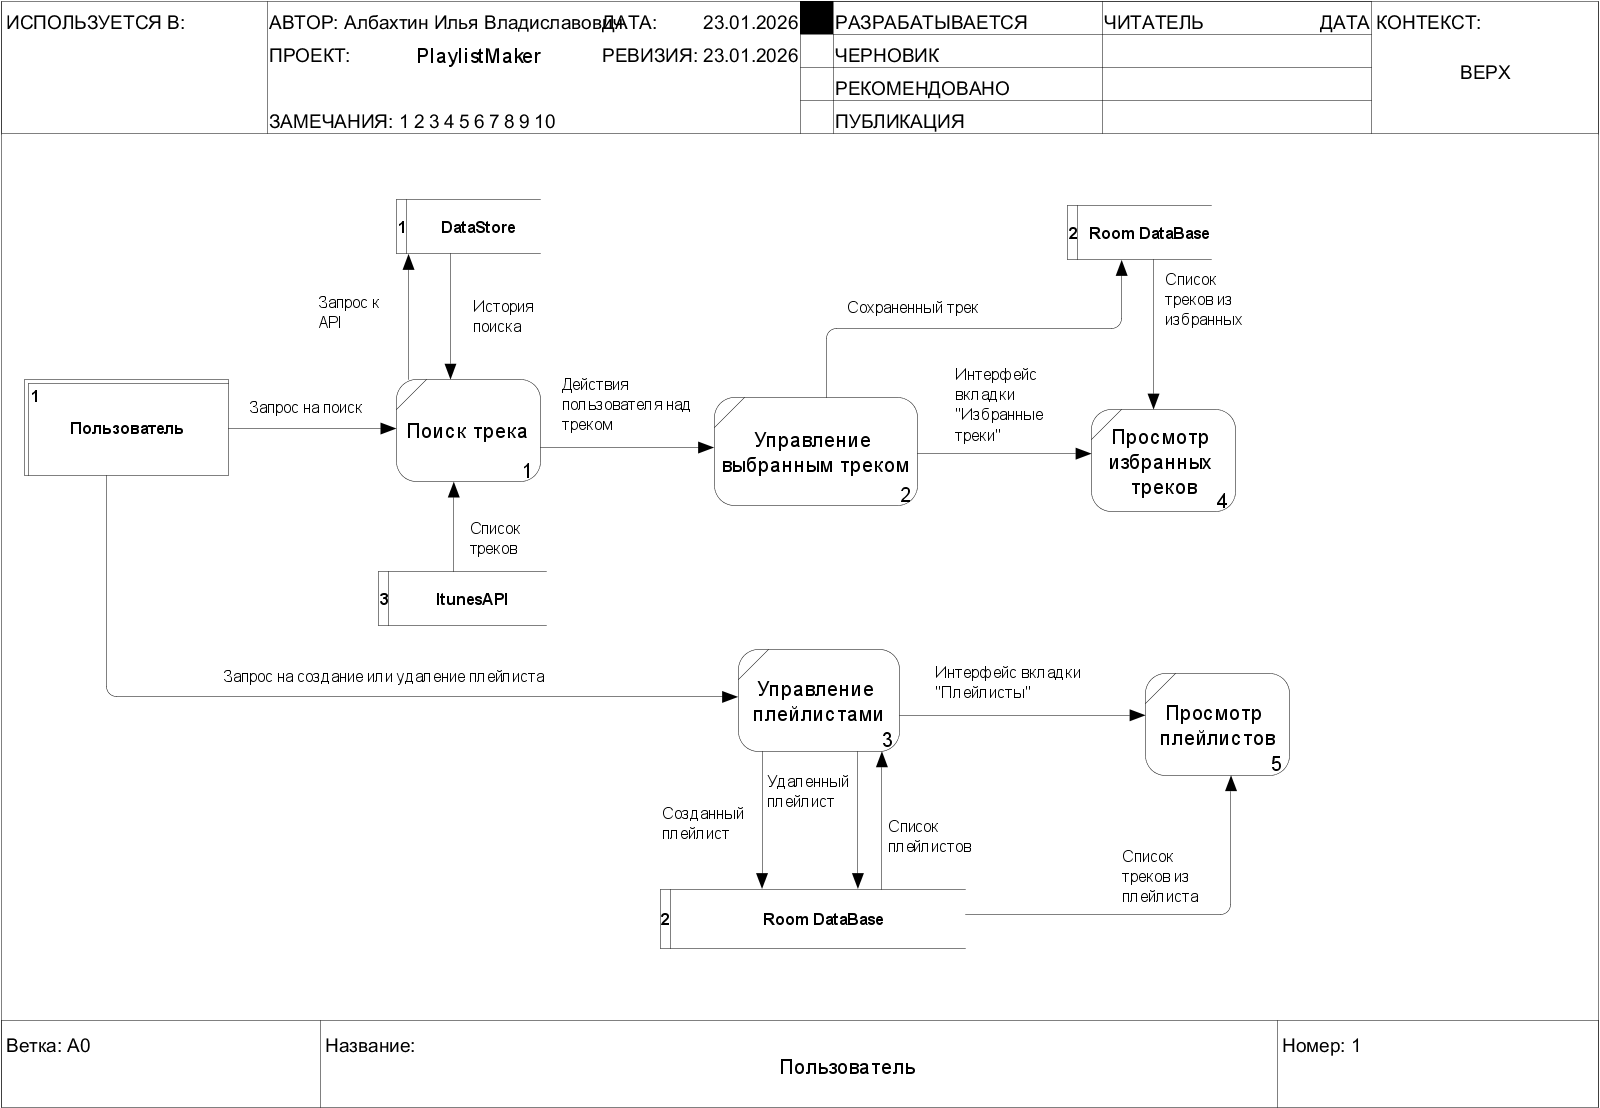 ИСПОЛЬЗУЕТСЯ В:
АВТОР: Албахтин Илья Владиславович
ДАТА: 23.01.2026
ПРОЕКТ: PlaylistMaker
РЕВИЗИЯ: 23.01.2026
ЗАМЕЧАНИЯ: 1 2 3 4 5 6 7 8 9 10
РАЗРАБАТЫВАЕТСЯ
ЧЕРНОВИК
РЕКОМЕНДОВАНО
ПУБЛИКАЦИЯ
ЧИТАТЕЛЬ
ДАТА
КОНТЕКСТ:
ВЕРХ
1
DataStore
2
Room DataBase
Запрос к
API
История
поиска
Сохраненный трек
Список
треков из
избранных
1
Пользователь
Запрос на поиск
Поиск трека
1
Действия
пользователя над
треком
Управление
выбранным треком
2
Интерфейс
вкладки
"Избранные
треки"
Просмотр
избранных
треков
4
Список
треков
3
ItunesAPI
Запрос на создание или удаление плейлиста
Управление
плейлистами
3
Интерфейс вкладки
"Плейлисты"
Просмотр
плейлистов
5
Созданный
плейлист
Удаленный
плейлист
Список
плейлистов
Список
треков из
плейлиста
2
Room DataBase
Ветка: A0
Название:
Пользователь
Номер: 1